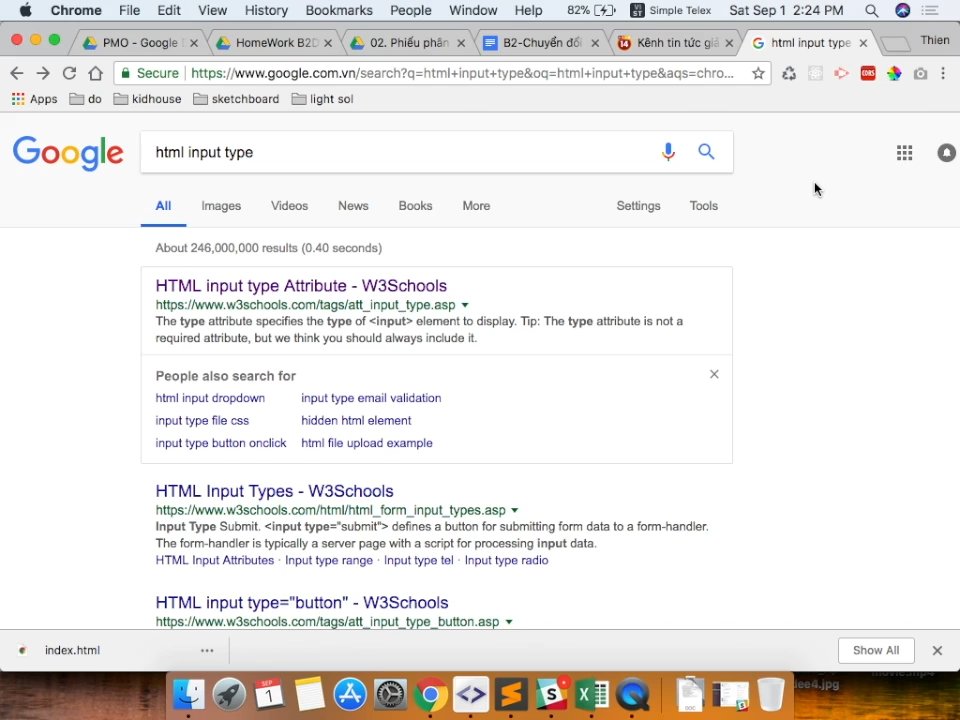 Chrome File Edit View History Bookmarks People Window Help 82% VI ST Simple Telex Sat Sep 1 2:24 PM
PMO - Google HomeWork B2D 02. Phiếu phân B2-Chuyển đổi 14 Kênh tin tức giả html input type Thien
Secure https://www.google.com.vn/search?q=html+input+type&oq=html+input+type&aqs=chro... CORS
Apps do kidhouse sketchboard light sol
Google html input type
All Images Videos News Books More Settings Tools
About 246,000,000 results (0.40 seconds)
HTML input type Attribute - W3Schools
https://www.w3schools.com/tags/att_input_type.asp
The type attribute specifies the type of <input> element to display. Tip: The type attribute is not a
required attribute, but we think you should always include it.
People also search for
html input dropdown input type email validation
input type file css hidden html element
input type button onclick html file upload example
HTML Input Types - W3Schools
https://www.w3schools.com/html/html_form_input_types.asp
Input Type Submit. <input type="submit"> defines a button for submitting form data to a form-handler.
The form-handler is typically a server page with a script for processing input data.
HTML Input Attributes · Input type range · Input type tel · Input type radio
HTML input type="button" - W3Schools
https://www.w3schools.com/tags/att_input_type_button.asp
index.html Show All
movie.mp4
lee4.jpg
SEP 1
DOC